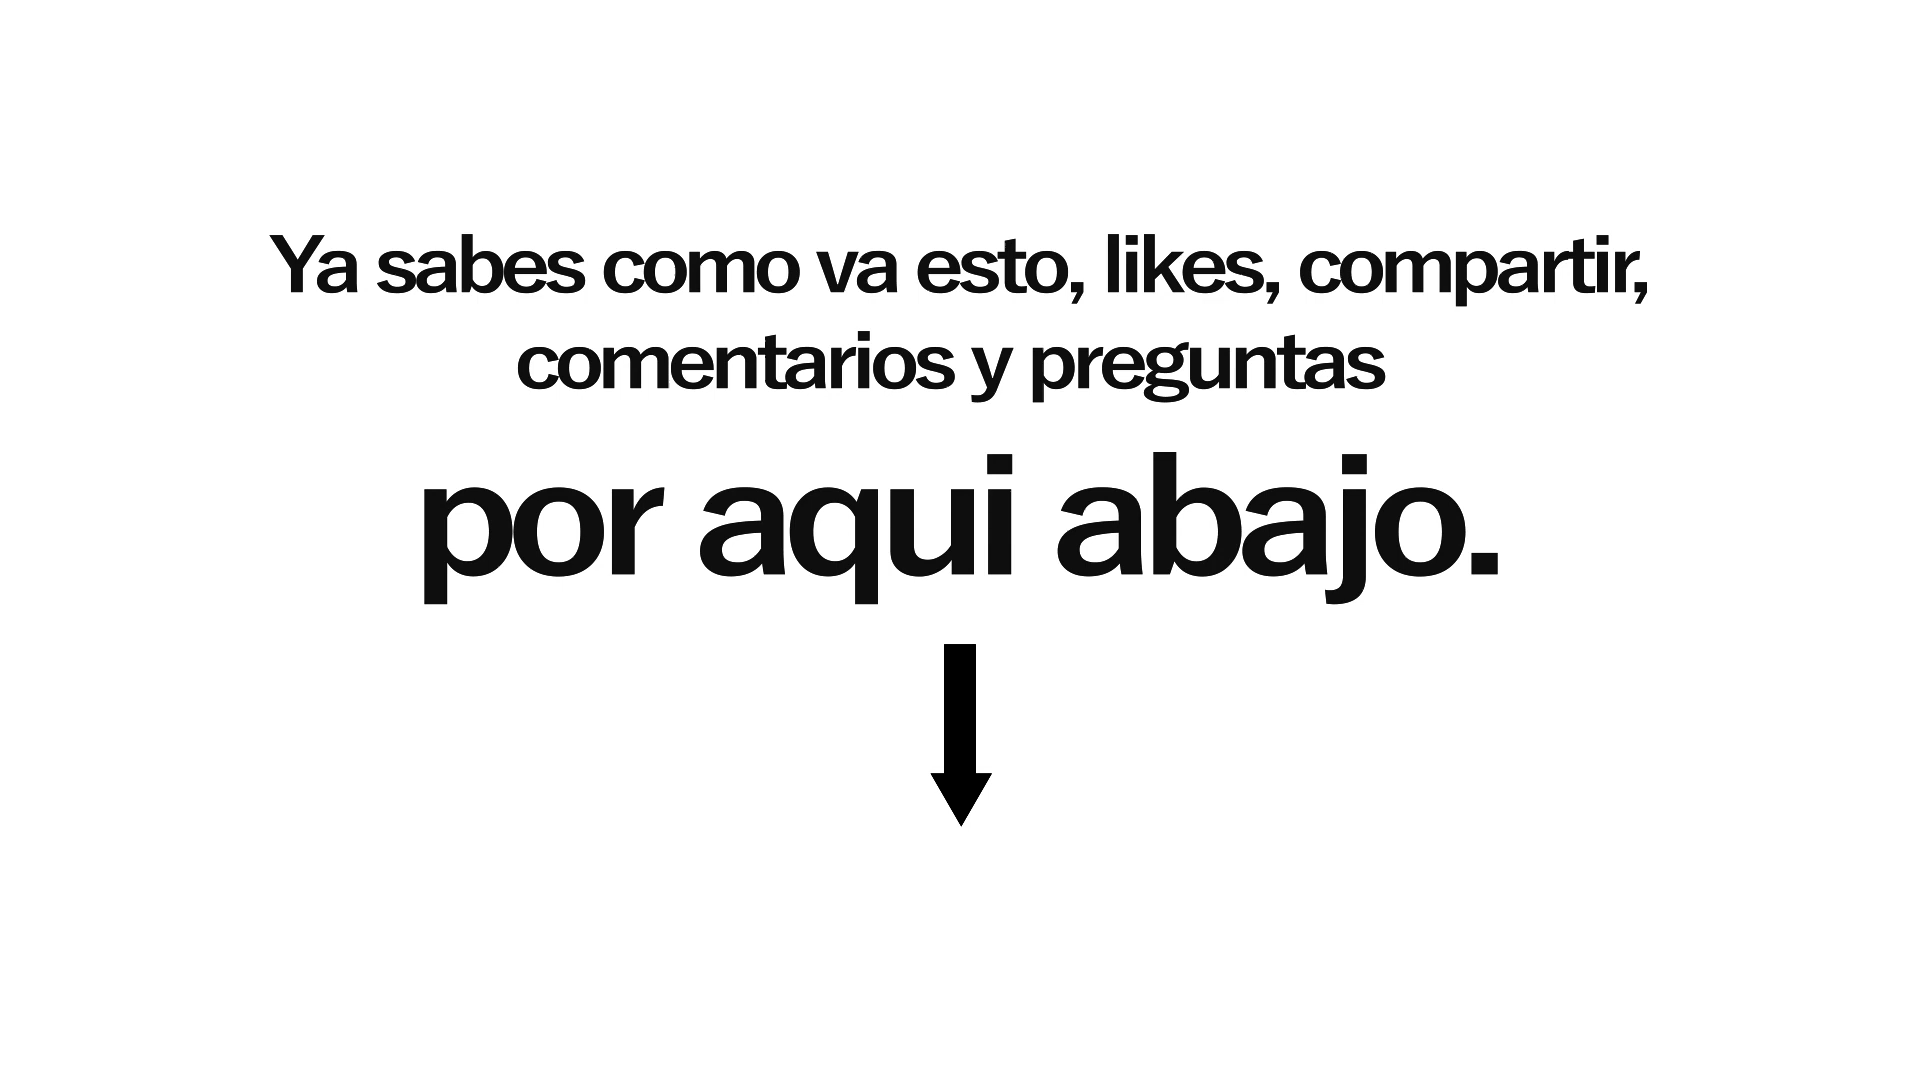 Ya sabes como va esto, likes, compartir,
comentarios y preguntas
por aqui abajo.